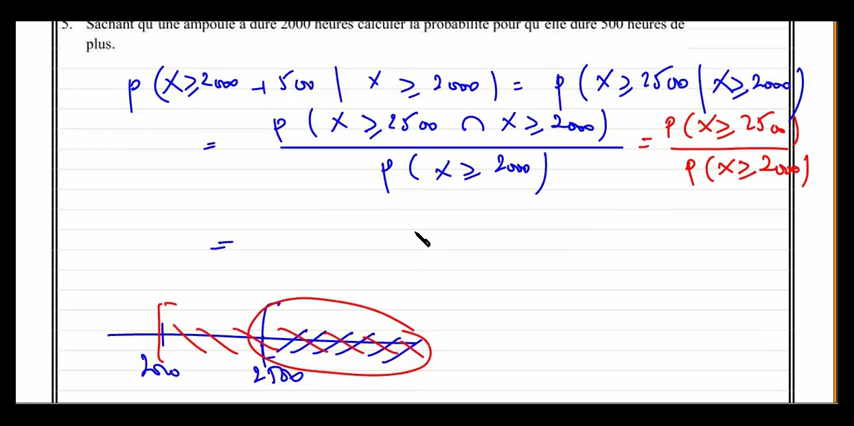 5. Sachant qu'une ampoule a duré 2000 heures calculer la probabilité pour qu'elle dure 500 heures de
plus.
P(X≥2000 + 500 | X ≥ 2000) = P(X≥2500 | X≥2000)
= P(X≥2500 ∩ X≥2000) / P(X≥2000) = P(X≥2500) / P(X≥2000)
=
2000 2500